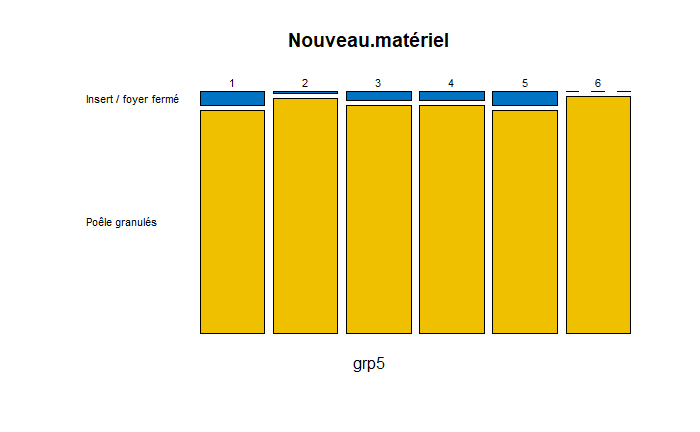 Nouveau.matériel
1 2 3 4 5 6
Insert / foyer fermé
Poêle granulés
grp5